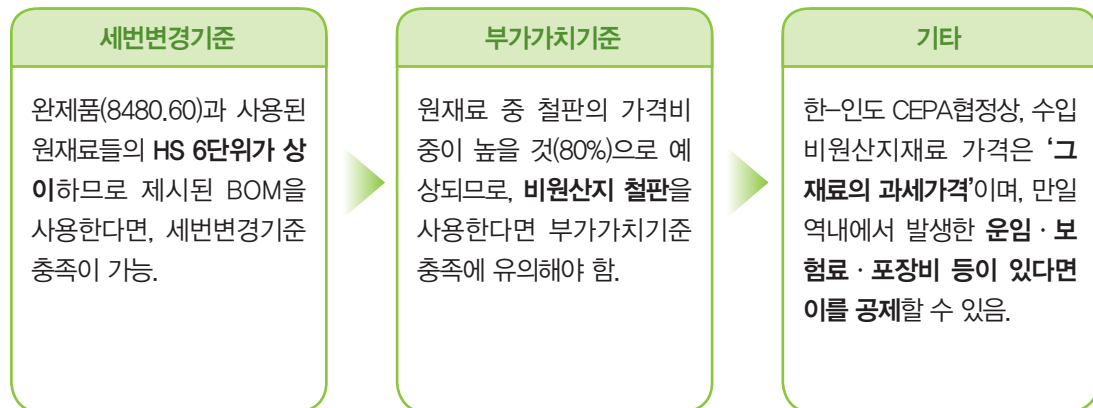 세번변경기준
완제품(8480.60)과 사용된
원재료들의 HS 6단위가 상
이하므로 제시된 BOM을
사용한다면, 세번변경기준
충족이 가능.
부가가치기준
원재료 중 철판의 가격비
중이 높을 것(80%)으로 예
상되므로, 비원산지 철판을
사용한다면 부가가치기준
충족에 유의해야 함.
기타
한–인도 CEPA협정상, 수입
비원산지재료 가격은 ‘그
재료의 과세가격’이며, 만일
역내에서 발생한 운임 · 보
험료 · 포장비 등이 있다면
이를 공제할 수 있음.